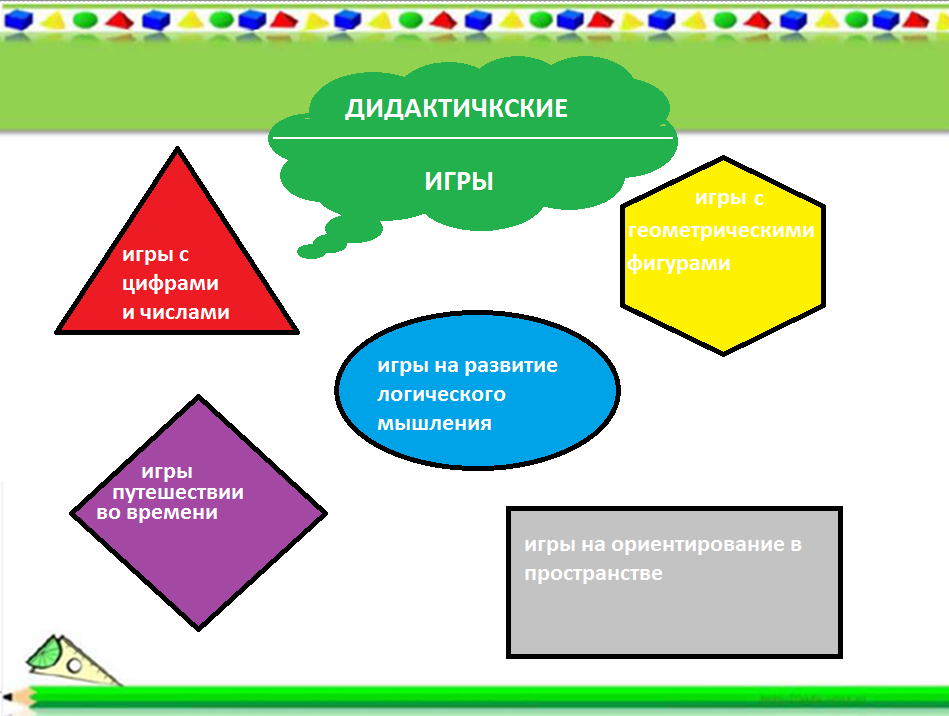 ДИДАКТИЧКСКИЕ
ИГРЫ
игры с
цифрами
и числами
игры с
геометрическими
фигурами
игры на развитие
логического
мышления
игры
путешествии
во времени
игры на ориентирование в
пространстве